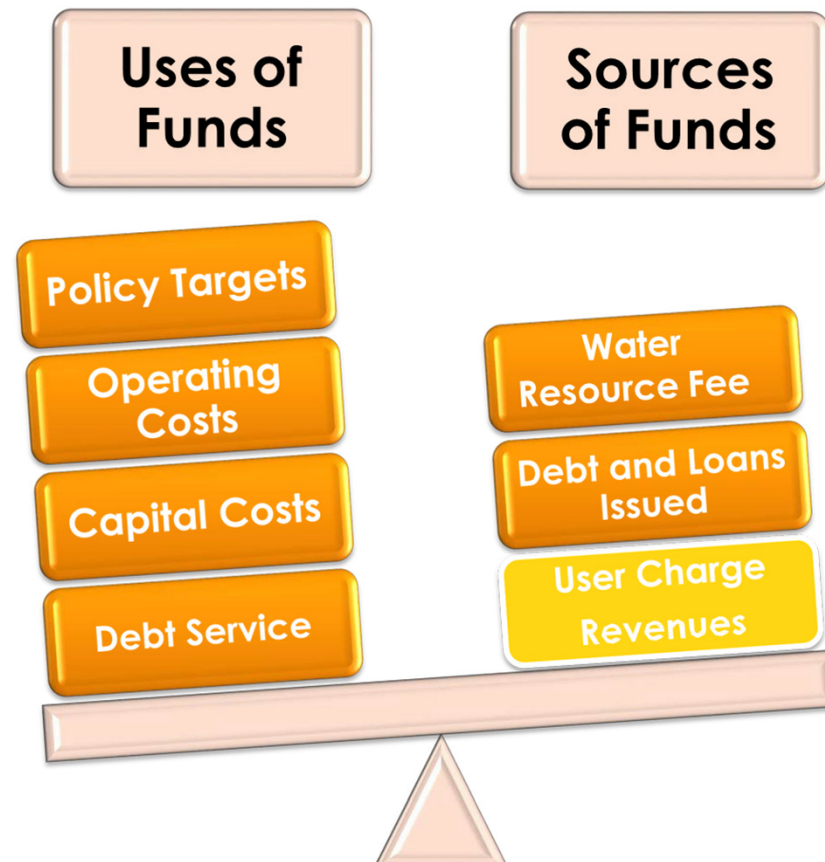 Uses of
Funds
Sources
of Funds
Policy Targets
Operating
Costs
Capital Costs
Debt Service
Water
Resource Fee
Debt and Loans
Issued
User Charge
Revenues